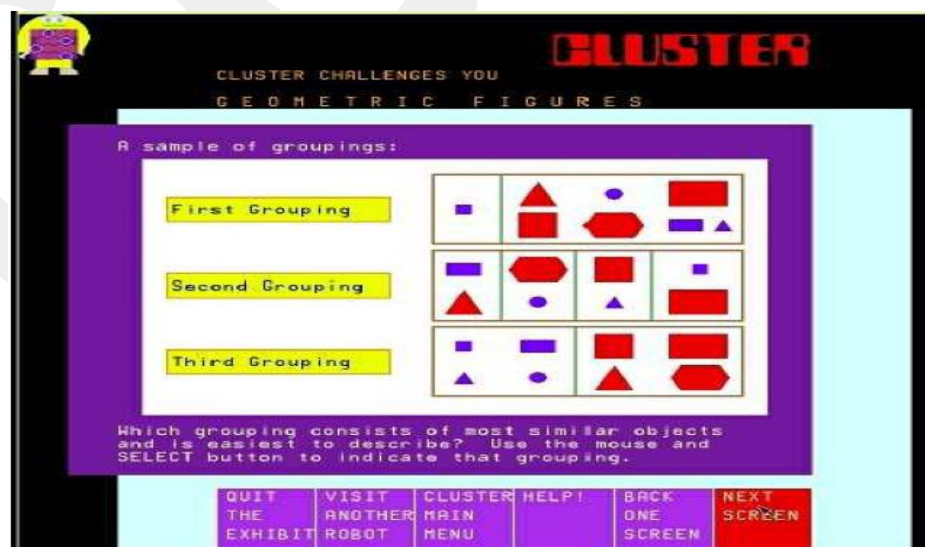 CLUSTER
CLUSTER CHALLENGES YOU
GEOMETRIC FIGURES
A sample of groupings:
First Grouping
Second Grouping
Third Grouping
Which grouping consists of most similar objects
and is easiest to describe? Use the mouse and
SELECT button to indicate that grouping.
QUIT
THE
EXHIBIT
VISIT
ANOTHER
ROBOT
CLUSTER
MAIN
MENU
HELP!
BACK
ONE
SCREEN
NEXT
SCREEN